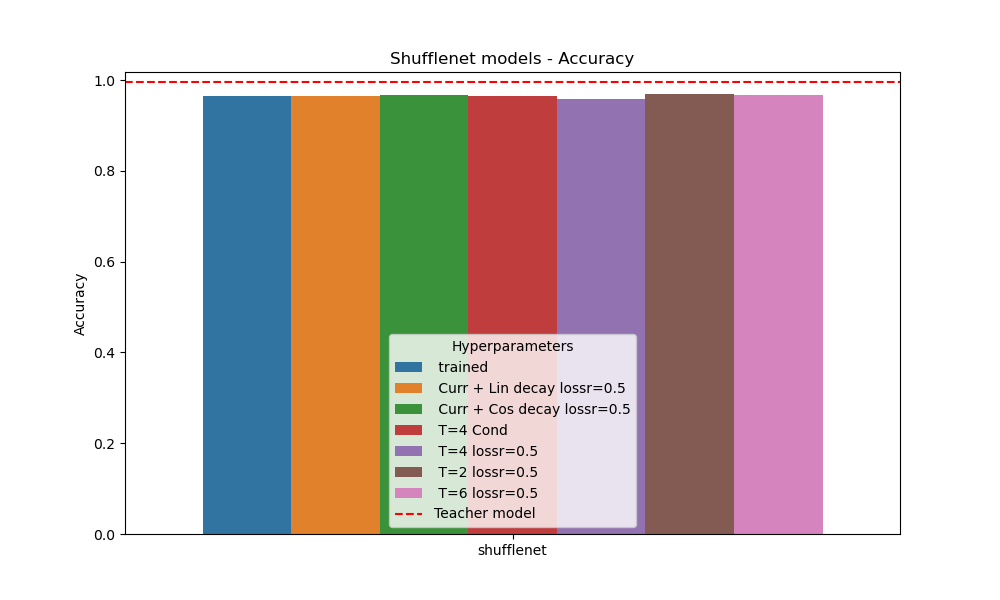 Shufflenet models - Accuracy
1.0
0.8
0.6
0.4
0.2
0.0
Accuracy
Hyperparameters
trained
Curr + Lin decay lossr=0.5
Curr + Cos decay lossr=0.5
T=4 Cond
T=4 lossr=0.5
T=2 lossr=0.5
T=6 lossr=0.5
Teacher model
shufflenet